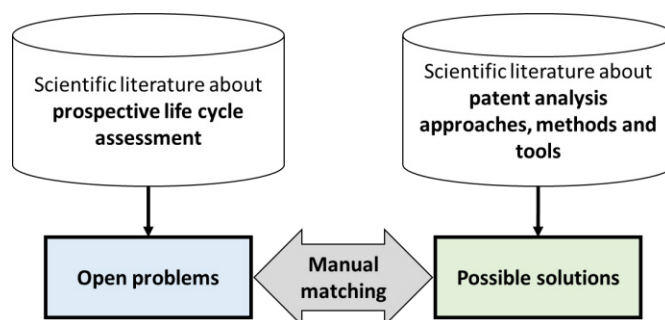 Scientific literature about
prospective life cycle
assessment
Scientific literature about
patent analysis
approaches, methods and
tools
Open problems
Manual
matching
Possible solutions